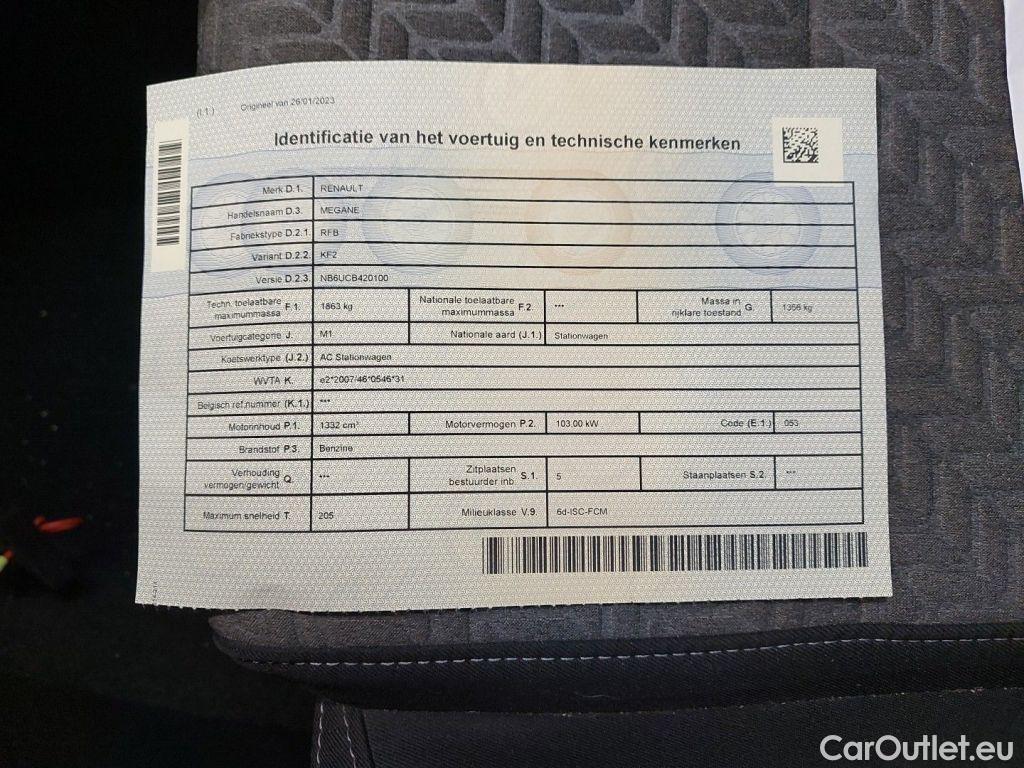 (I.1.) Origineel van 26/01/2023
Identificatie van het voertuig en technische kenmerken
Merk D.1. RENAULT
Handelsnaam D.3. MEGANE
Fabriekstype D.2.1. RFB
Variant D.2.2. KF2
Versie D.2.3. NB6UCB420100
Techn. toelaatbare maximummassa F.1. 1863 kg Nationale toelaatbare maximummassa F.2. *** Massa in rijklare toestand G. 1356 kg
Voertuigcategorie J. M1 Nationale aard (J.1.) Stationwagen
Koetswerktype (J.2.) AC Stationwagen
WVTA K. e2*2007/46*0546*31
Belgisch ref.nummer (K.1.) ***
Motorinhoud P.1. 1332 cm³ Motorvermogen P.2. 103.00 kW Code (E.1.) 053
Brandstof P.3. Benzine
Verhouding vermogen/gewicht Q. *** Zitplaatsen bestuurder inb. S.1. 5 Staanplaatsen S.2. ***
Maximum snelheid T. 205 Milieuklasse V.9. 6d-ISC-FCM
CarOutlet.eu